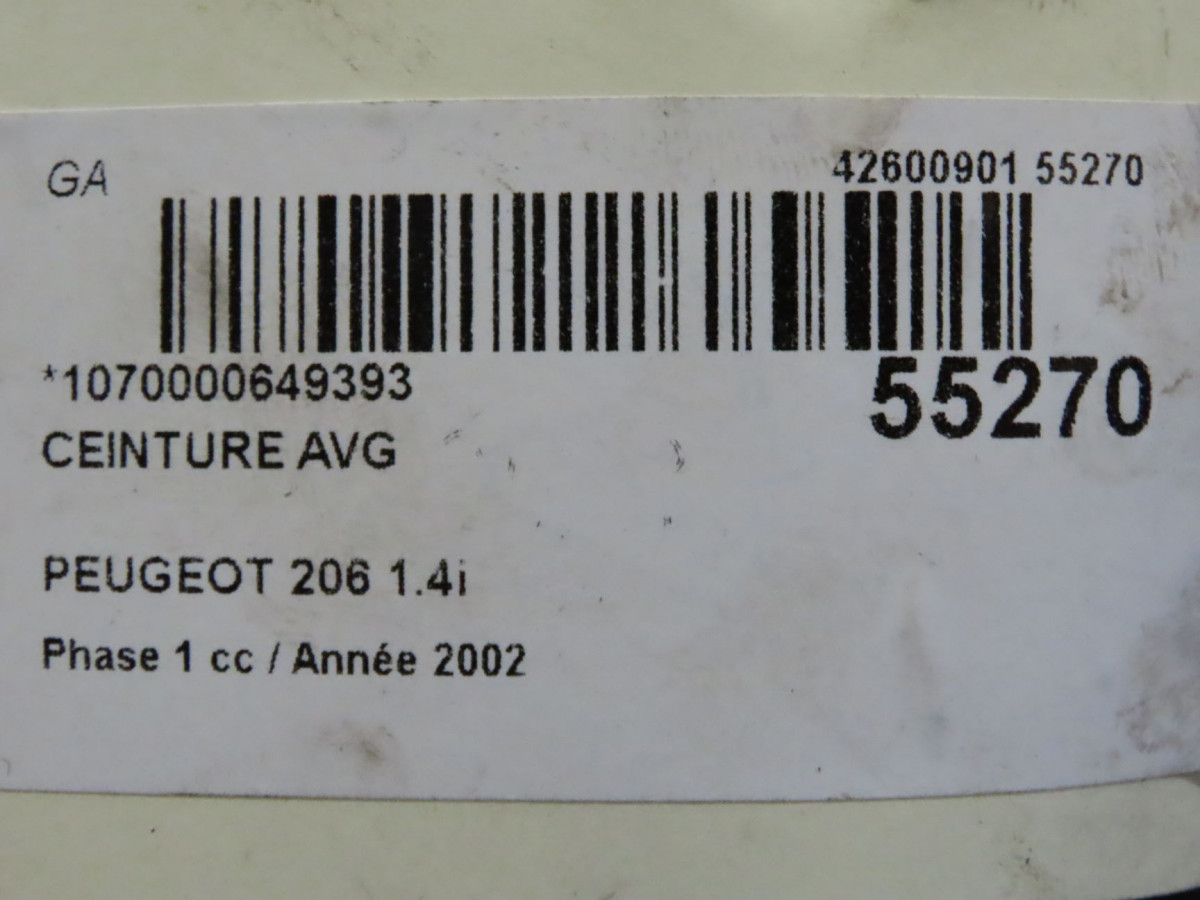 GA
42600901 55270
*1070000649393
55270
CEINTURE AVG
PEUGEOT 206 1.4i
Phase 1 cc / Année 2002